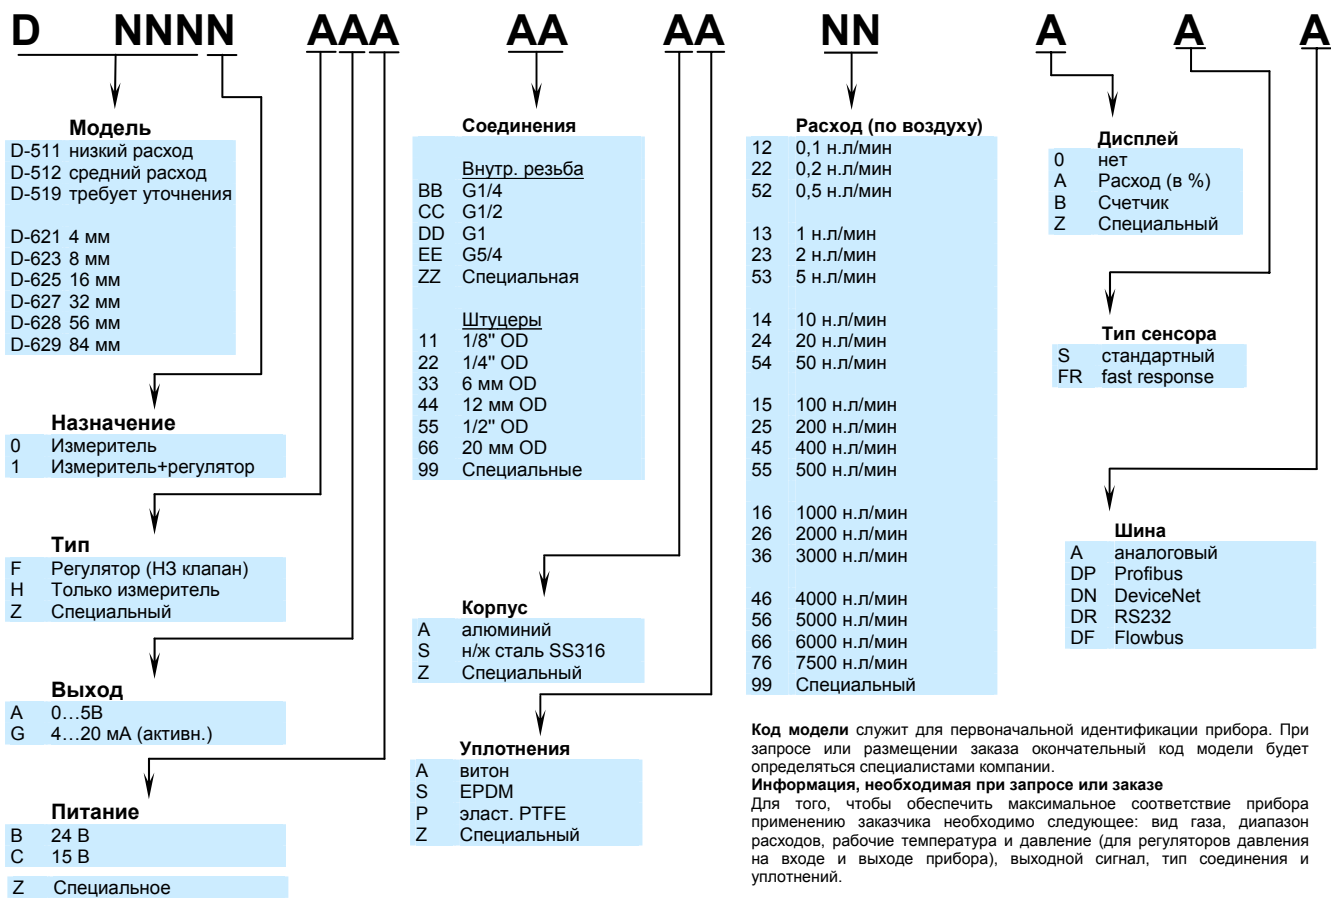 D NNNN AAA AA AA NN A A A
Модель
D-511 низкий расход
D-512 средний расход
D-519 требует уточнения
D-621 4 мм
D-623 8 мм
D-625 16 мм
D-627 32 мм
D-628 56 мм
D-629 84 мм
Назначение
0 Измеритель
1 Измеритель+регулятор
Тип
F Регулятор (НЗ клапан)
H Только измеритель
Z Специальный
Выход
A 0…5В
G 4…20 мА (активн.)
Питание
B 24 В
C 15 В
Z Специальное
Соединения
Внутр. резьба
BB G1/4
CC G1/2
DD G1
EE G5/4
ZZ Специальная
Штуцеры
11 1/8" OD
22 1/4" OD
33 6 мм OD
44 12 мм OD
55 1/2" OD
66 20 мм OD
99 Специальные
Корпус
A алюминий
S н/ж сталь SS316
Z Специальный
Уплотнения
A витон
S EPDM
P эласт. PTFE
Z Специальный
Расход (по воздуху)
12 0,1 н.л/мин
22 0,2 н.л/мин
52 0,5 н.л/мин
13 1 н.л/мин
23 2 н.л/мин
53 5 н.л/мин
14 10 н.л/мин
24 20 н.л/мин
54 50 н.л/мин
15 100 н.л/мин
25 200 н.л/мин
45 400 н.л/мин
55 500 н.л/мин
16 1000 н.л/мин
26 2000 н.л/мин
36 3000 н.л/мин
46 4000 н.л/мин
56 5000 н.л/мин
66 6000 н.л/мин
76 7500 н.л/мин
99 Специальный
Дисплей
0 нет
A Расход (в %)
B Счетчик
Z Специальный
Тип сенсора
S стандартный
FR fast response
Шина
A аналоговый
DP Profibus
DN DeviceNet
DR RS232
DF Flowbus
Код модели служит для первоначальной идентификации прибора. При
запросе или размещении заказа окончательный код модели будет
определяться специалистами компании.
Информация, необходимая при запросе или заказе
Для того, чтобы обеспечить максимальное соответствие прибора
применению заказчика необходимо следующее: вид газа, диапазон
расходов, рабочие температура и давление (для регуляторов давления
на входе и выходе прибора), выходной сигнал, тип соединения и
уплотнений.